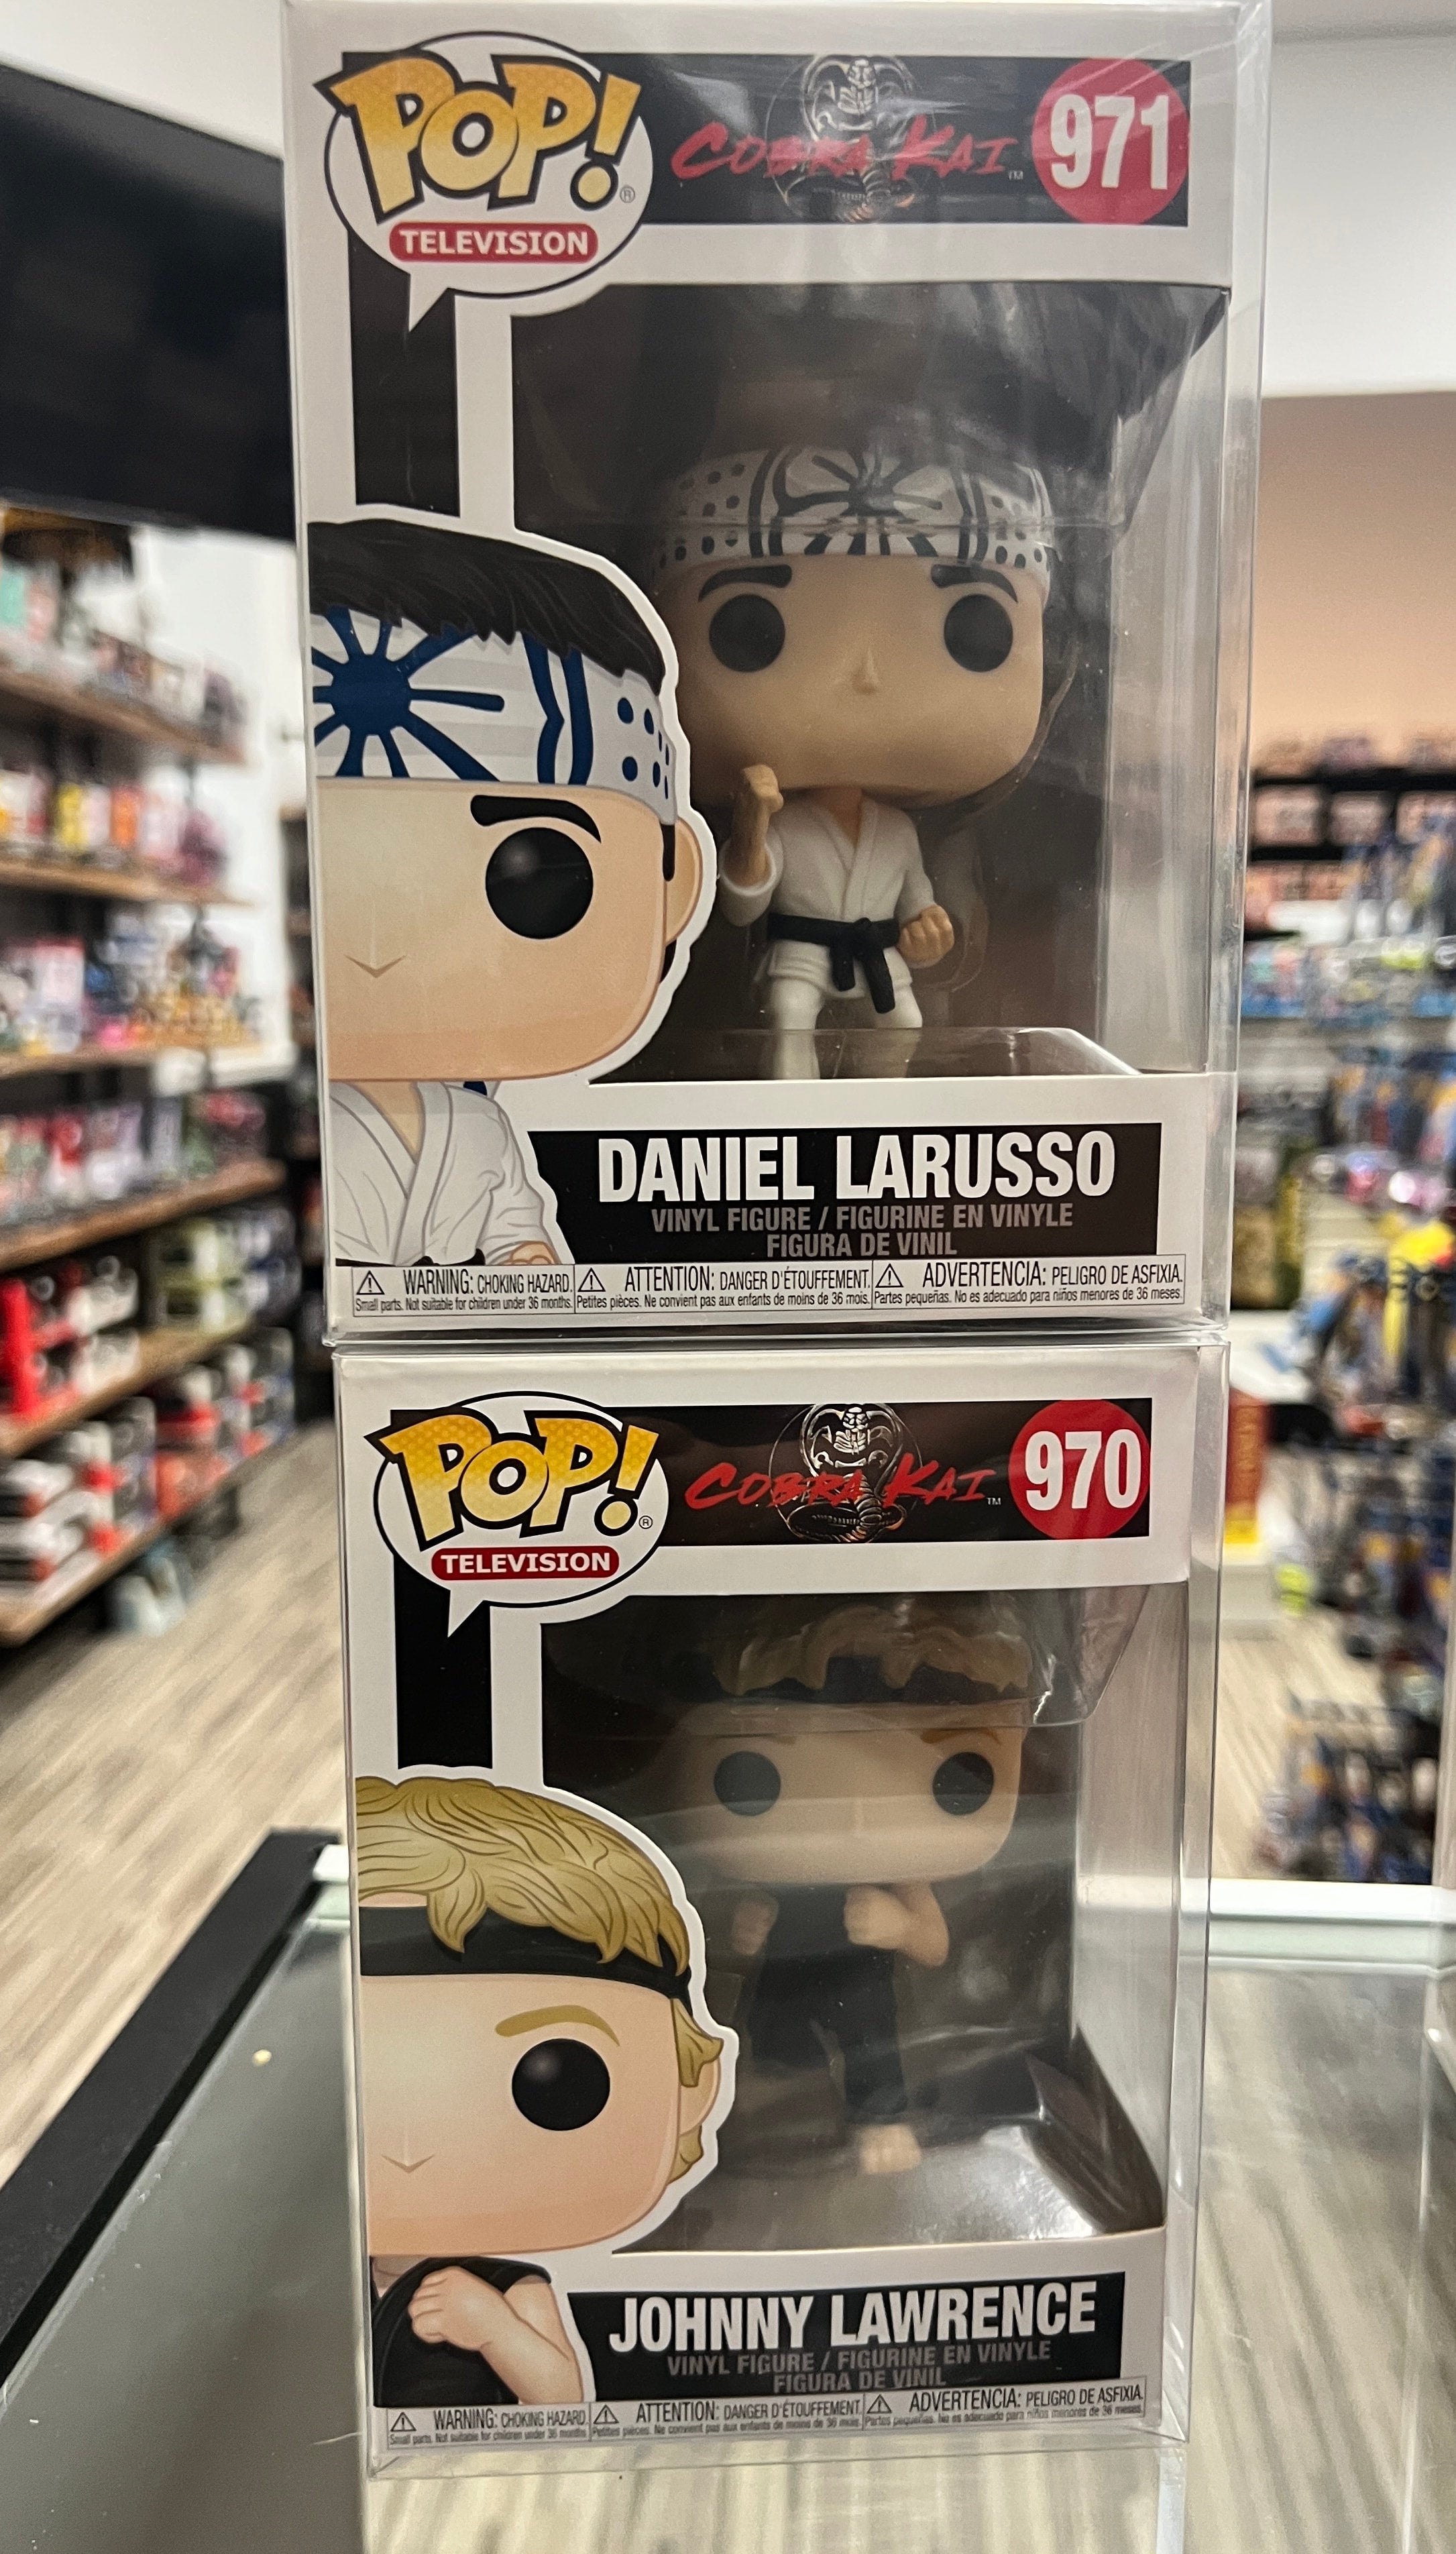 POP!®
TELEVISION
COBRA KAI™
971
DANIEL LARUSSO
VINYL FIGURE / FIGURINE EN VINYLE
FIGURA DE VINIL
WARNING: CHOKING HAZARD.
Small parts. Not suitable for children under 36 months.
ATTENTION: DANGER D'ÉTOUFFEMENT.
Petites pièces. Ne convient pas aux enfants de moins de 36 mois.
ADVERTENCIA: PELIGRO DE ASFIXIA.
Partes pequeñas. No es adecuado para niños menores de 36 meses.
POP!®
TELEVISION
COBRA KAI™
970
JOHNNY LAWRENCE
VINYL FIGURE / FIGURINE EN VINYLE
FIGURA DE VINIL
WARNING: CHOKING HAZARD.
Small parts. Not suitable for children under 36 months.
ATTENTION: DANGER D'ÉTOUFFEMENT.
Petites pièces. Ne convient pas aux enfants de moins de 36 mois.
ADVERTENCIA: PELIGRO DE ASFIXIA.
Partes pequeñas. No es adecuado para niños menores de 36 meses.